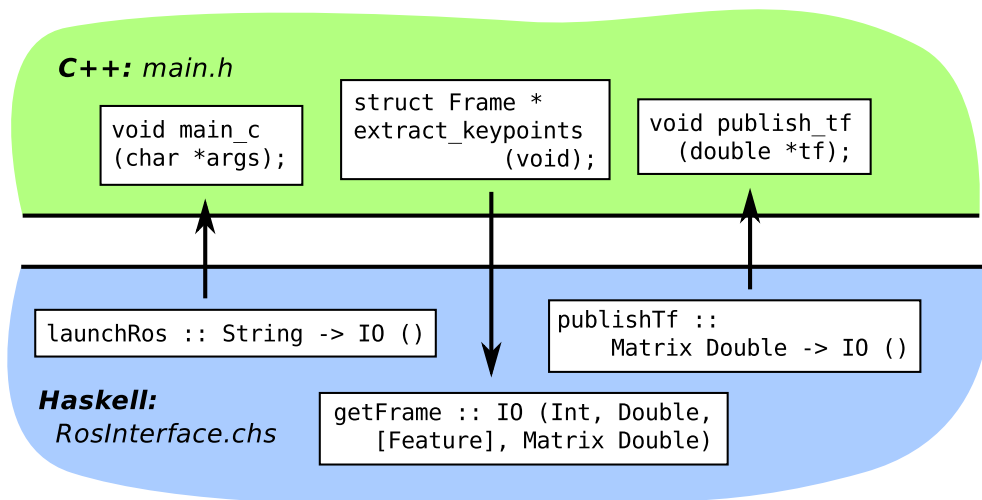 C++: main.h
void main_c
(char *args);
struct Frame *
extract_keypoints
(void);
void publish_tf
(double *tf);
launchRos :: String -> IO ()
publishTf ::
Matrix Double -> IO ()
Haskell:
RosInterface.chs
getFrame :: IO (Int, Double,
[Feature], Matrix Double)